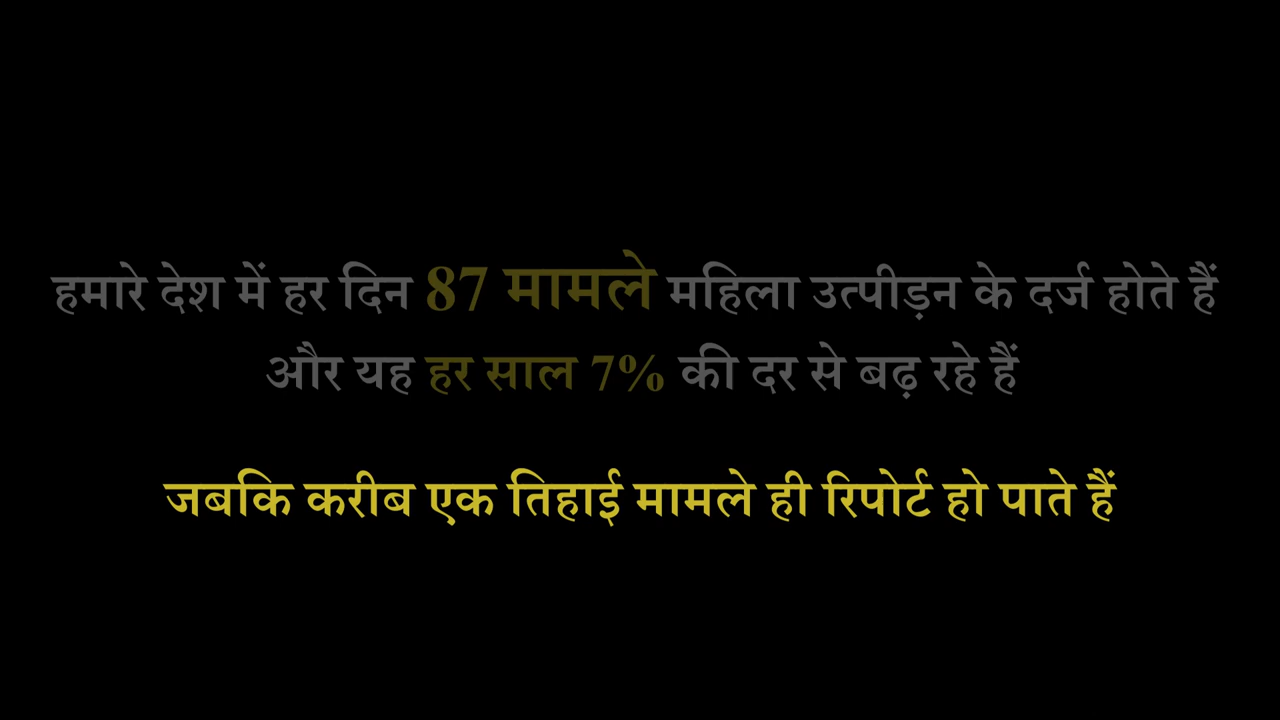 हमारे देश में हर दिन 87 मामले महिला उत्पीड़न के दर्ज होते हैं
और यह हर साल 7% की दर से बढ़ रहे हैं
जबकि करीब एक तिहाई मामले ही रिपोर्ट हो पाते हैं